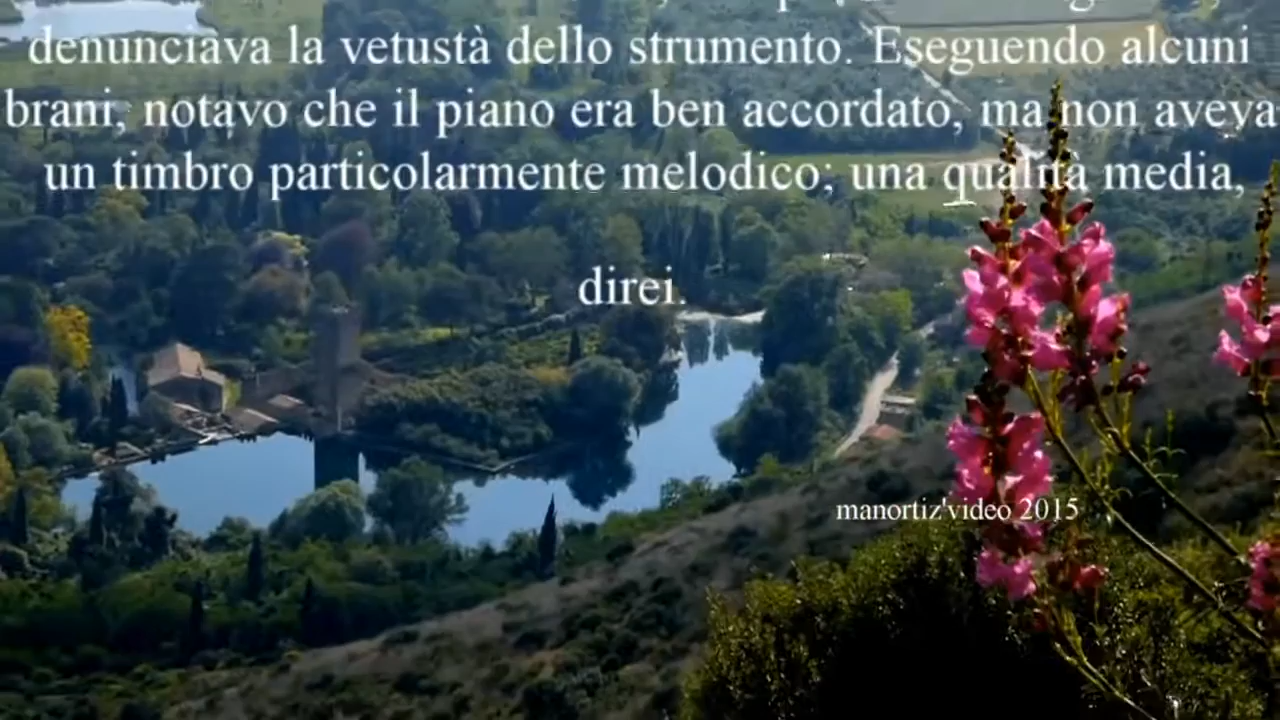 denunciava la vetustà dello strumento. Eseguendo alcuni
brani, notavo che il piano era ben accordato, ma non aveva
un timbro particolarmente melodico; una qualità media,
direi.
manortiz'video 2015